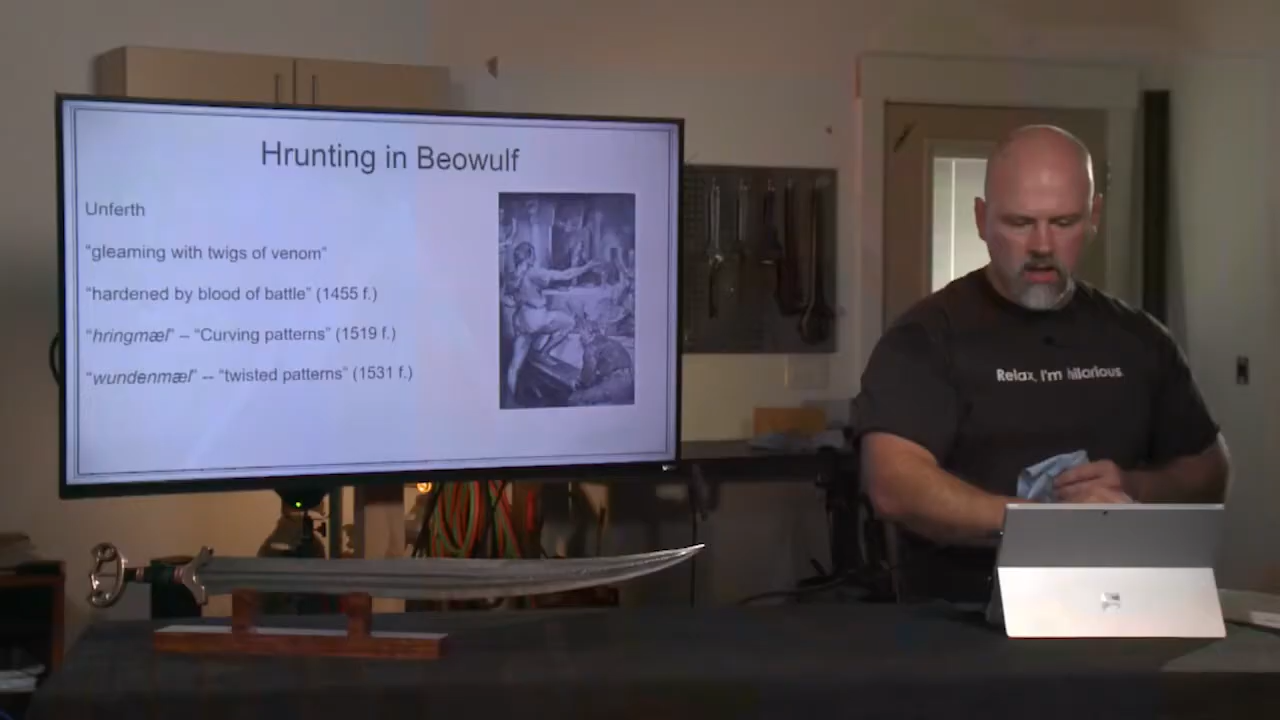 Hrunting in Beowulf
Unferth
“gleaming with twigs of venom”
“hardened by blood of battle” (1455 f.)
“hringmæl” – “Curving patterns” (1519 f.)
“wundenmæl” -- “twisted patterns” (1531 f.)
Relax, I'm hilarious.